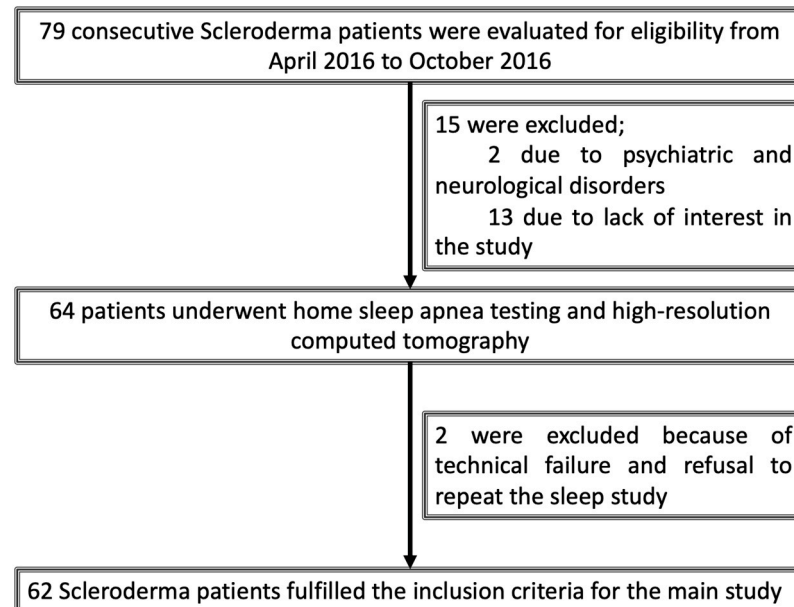 79 consecutive Scleroderma patients were evaluated for eligibility from
April 2016 to October 2016
15 were excluded;
2 due to psychiatric and
neurological disorders
13 due to lack of interest in
the study
64 patients underwent home sleep apnea testing and high-resolution
computed tomography
2 were excluded because of
technical failure and refusal to
repeat the sleep study
62 Scleroderma patients fulfilled the inclusion criteria for the main study